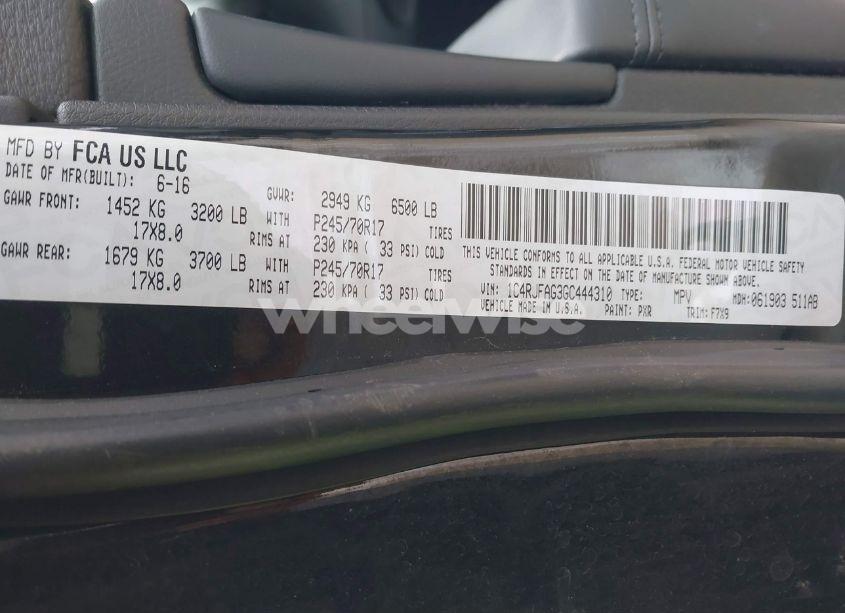 MFD BY FCA US LLC
DATE OF MFR(BUILT): 6-16 GVWR: 2949 KG 6500 LB
GAWR FRONT: 1452 KG 3200 LB WITH P245/70R17 TIRES
17X8.0 RIMS AT 230 KPA ( 33 PSI) COLD
GAWR REAR: 1679 KG 3700 LB WITH P245/70R17 TIRES
17X8.0 RIMS AT 230 KPA ( 33 PSI) COLD
THIS VEHICLE CONFORMS TO ALL APPLICABLE U.S.A. FEDERAL MOTOR VEHICLE SAFETY
STANDARDS IN EFFECT ON THE DATE OF MANUFACTURE SHOWN ABOVE.
VIN: 1C4RJFAG3GC444310 TYPE: MPV MDH: 061903 511AB
VEHICLE MADE IN U.S.A. PAINT: PXR TRIM: F7X9
wheelwise